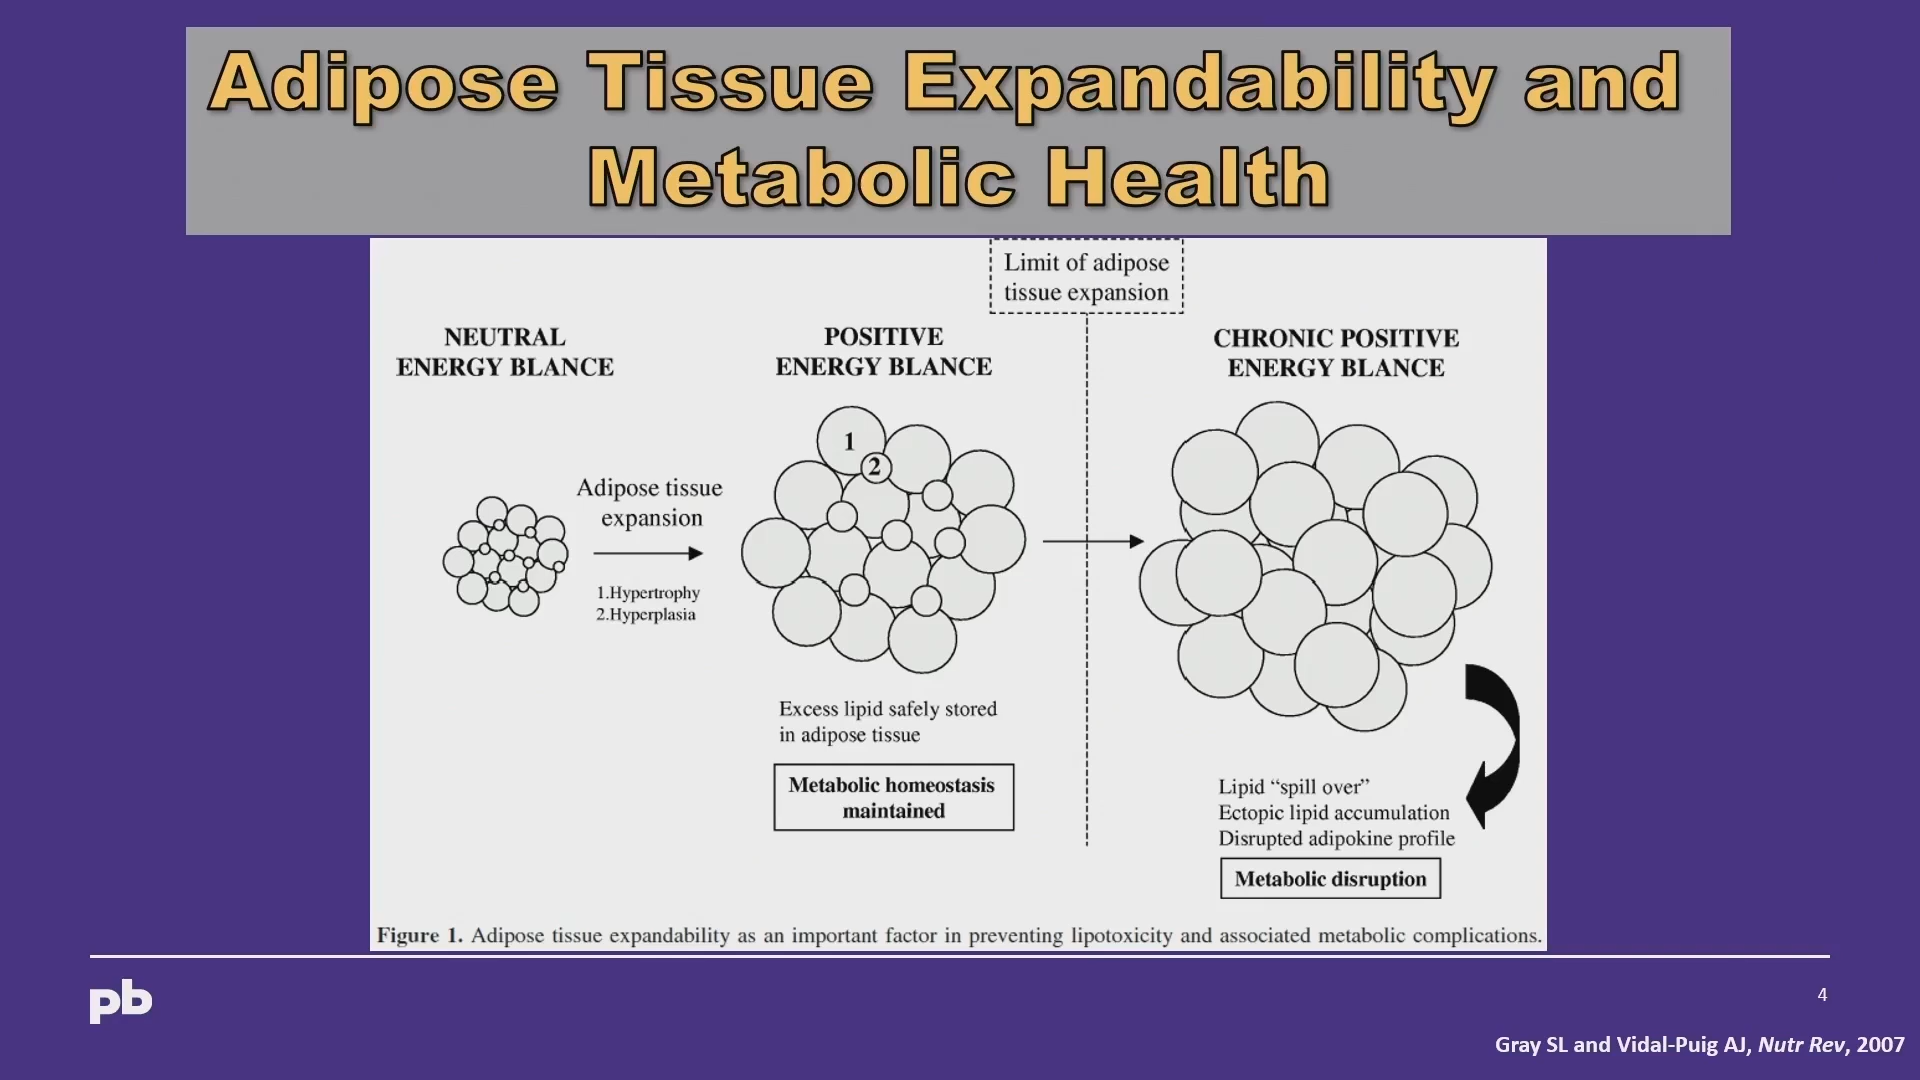 Adipose Tissue Expandability and
Metabolic Health
Limit of adipose
tissue expansion
NEUTRAL
ENERGY BLANCE
POSITIVE
ENERGY BLANCE
CHRONIC POSITIVE
ENERGY BLANCE
1
2
Adipose tissue
expansion
1.Hypertrophy
2.Hyperplasia
Excess lipid safely stored
in adipose tissue
Metabolic homeostasis
maintained
Lipid “spill over”
Ectopic lipid accumulation
Disrupted adipokine profile
Metabolic disruption
Figure 1. Adipose tissue expandability as an important factor in preventing lipotoxicity and associated metabolic complications.
pb
4
Gray SL and Vidal-Puig AJ, Nutr Rev, 2007